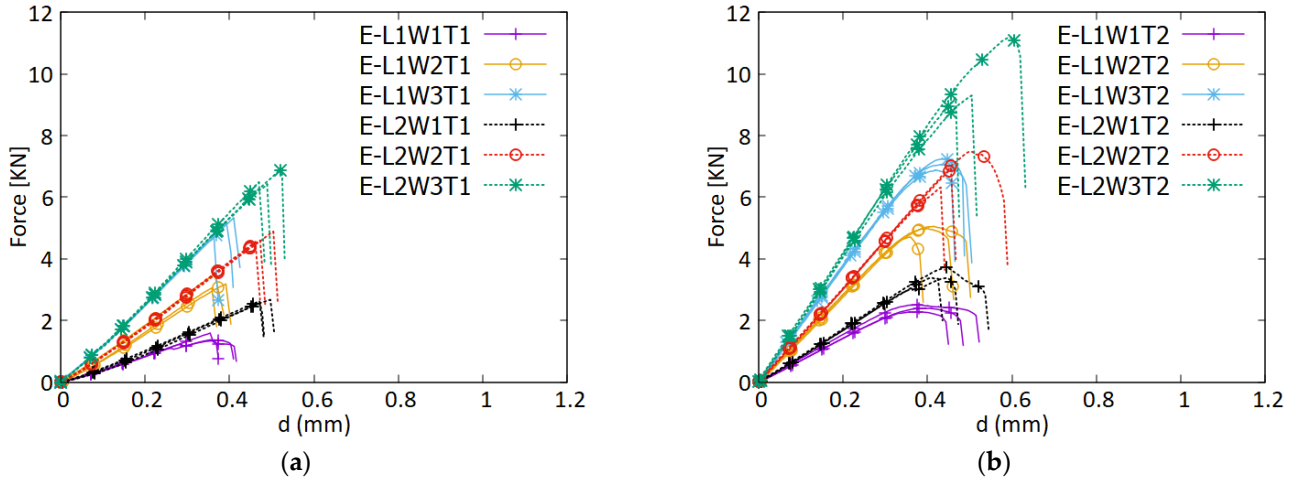 12
10
8
6
4
2
0
Force [KN]
E-L1W1T1
E-L1W2T1
E-L1W3T1
E-L2W1T1
E-L2W2T1
E-L2W3T1
0 0.2 0.4 0.6 0.8 1 1.2
d (mm)
(a)
12
10
8
6
4
2
0
Force [KN]
E-L1W1T2
E-L1W2T2
E-L1W3T2
E-L2W1T2
E-L2W2T2
E-L2W3T2
0 0.2 0.4 0.6 0.8 1 1.2
d (mm)
(b)